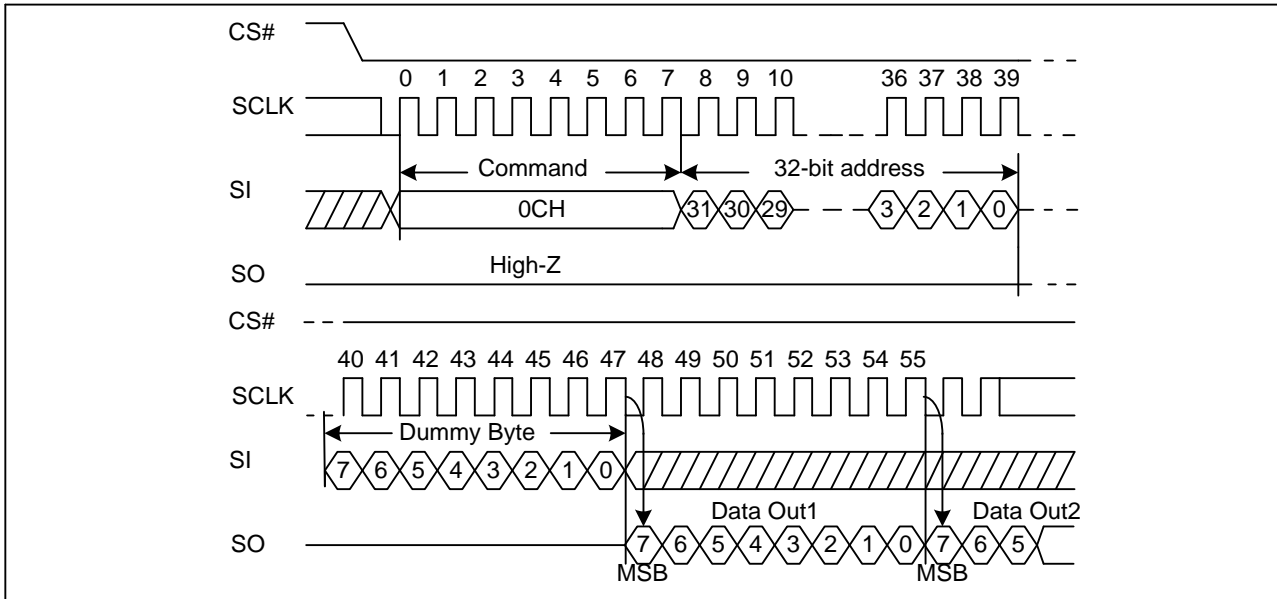 CS#
0 1 2 3 4 5 6 7 8 9 10 36 37 38 39
SCLK
Command 32-bit address
SI
0CH 31 30 29 3 2 1 0
High-Z
SO
CS#
40 41 42 43 44 45 46 47 48 49 50 51 52 53 54 55
SCLK
Dummy Byte
SI
7 6 5 4 3 2 1 0
Data Out1 Data Out2
SO
7 6 5 4 3 2 1 0 7 6 5
MSB MSB